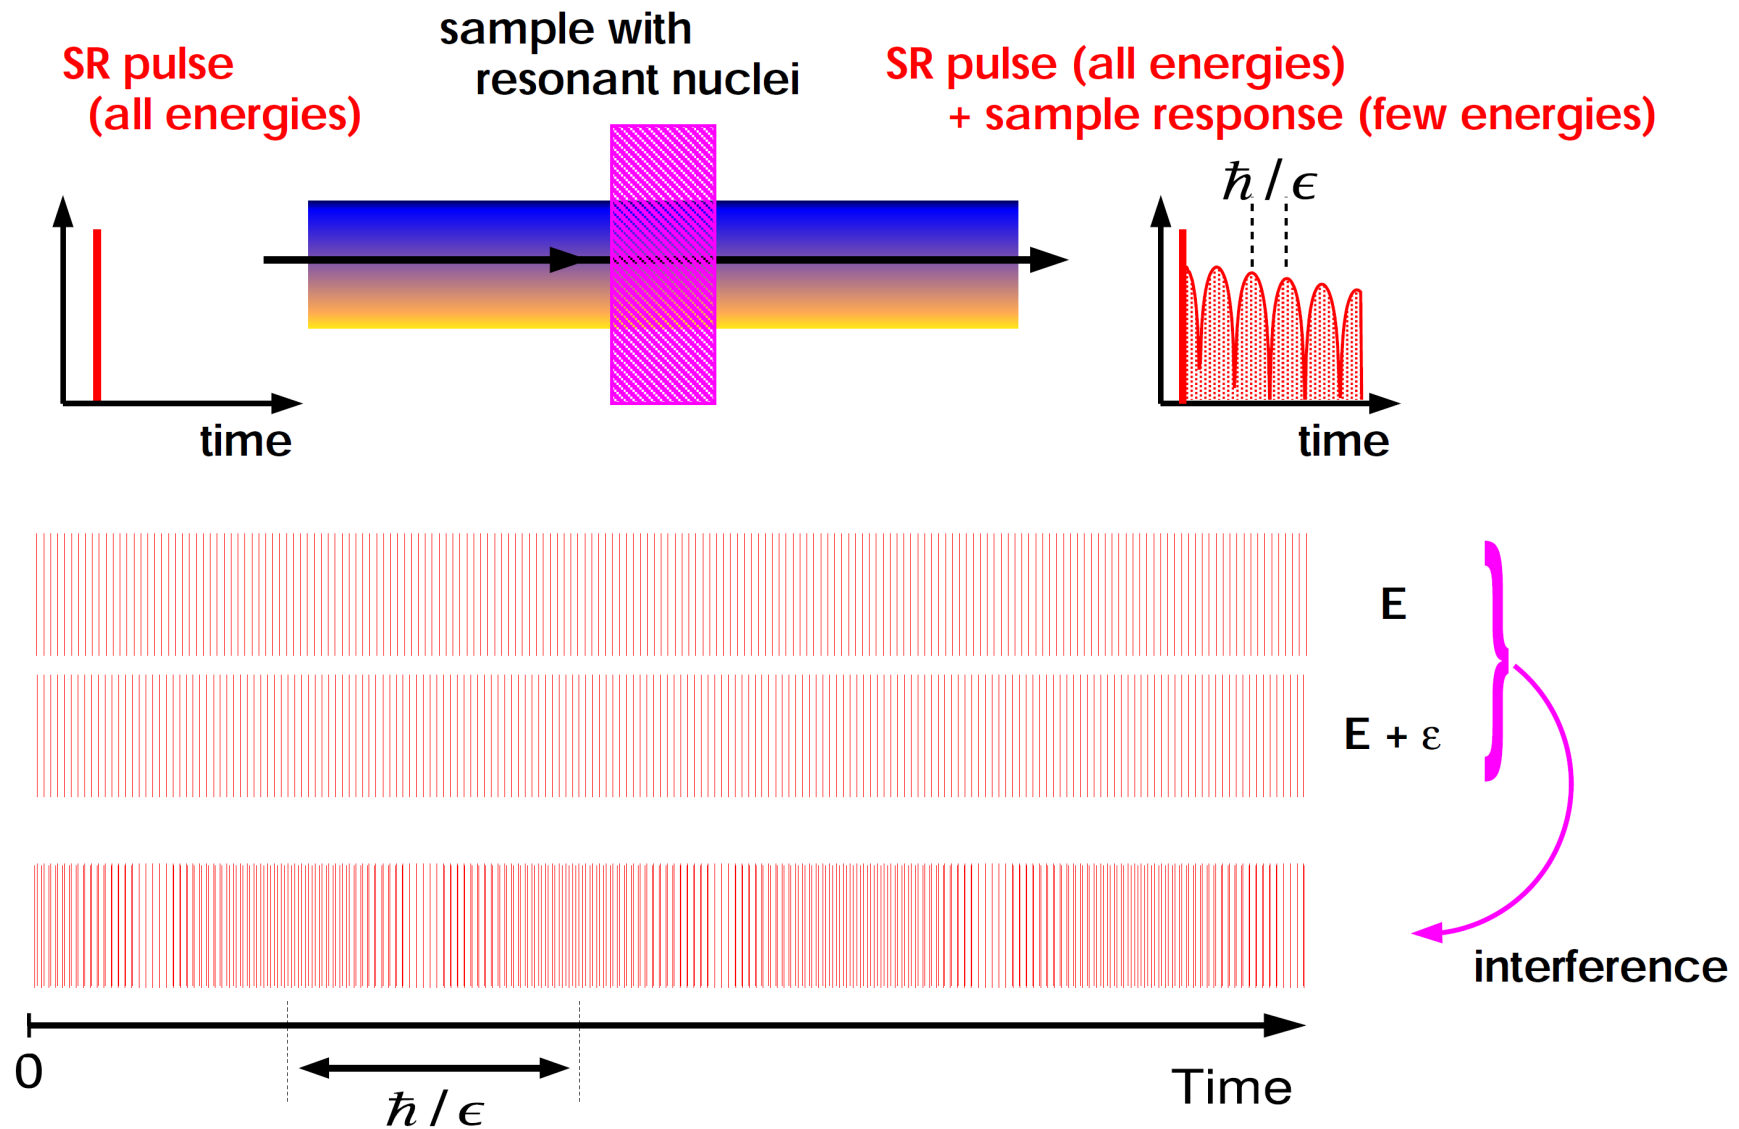 SR pulse
(all energies)
sample with
resonant nuclei
SR pulse (all energies)
+ sample response (few energies)
ℏ / ϵ
time
time
E
E + ε
interference
0
Time
ℏ / ϵ